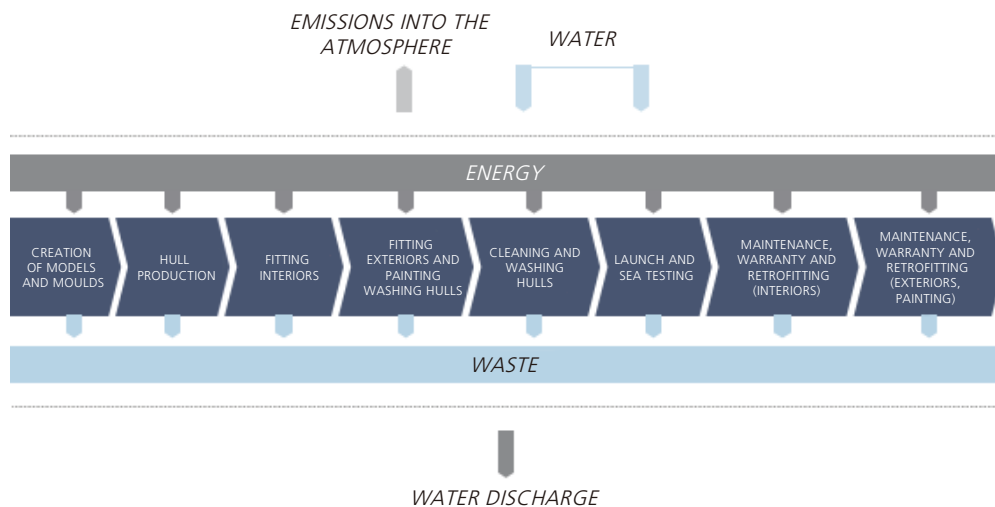 EMISSIONS INTO THE
ATMOSPHERE
WATER
ENERGY
CREATION
OF MODELS
AND MOULDS
HULL
PRODUCTION
FITTING
INTERIORS
FITTING
EXTERIORS AND
PAINTING
WASHING HULLS
CLEANING AND
WASHING
HULLS
LAUNCH AND
SEA TESTING
MAINTENANCE,
WARRANTY AND
RETROFITTING
(INTERIORS)
MAINTENANCE,
WARRANTY AND
RETROFITTING
(EXTERIORS,
PAINTING)
WASTE
WATER DISCHARGE